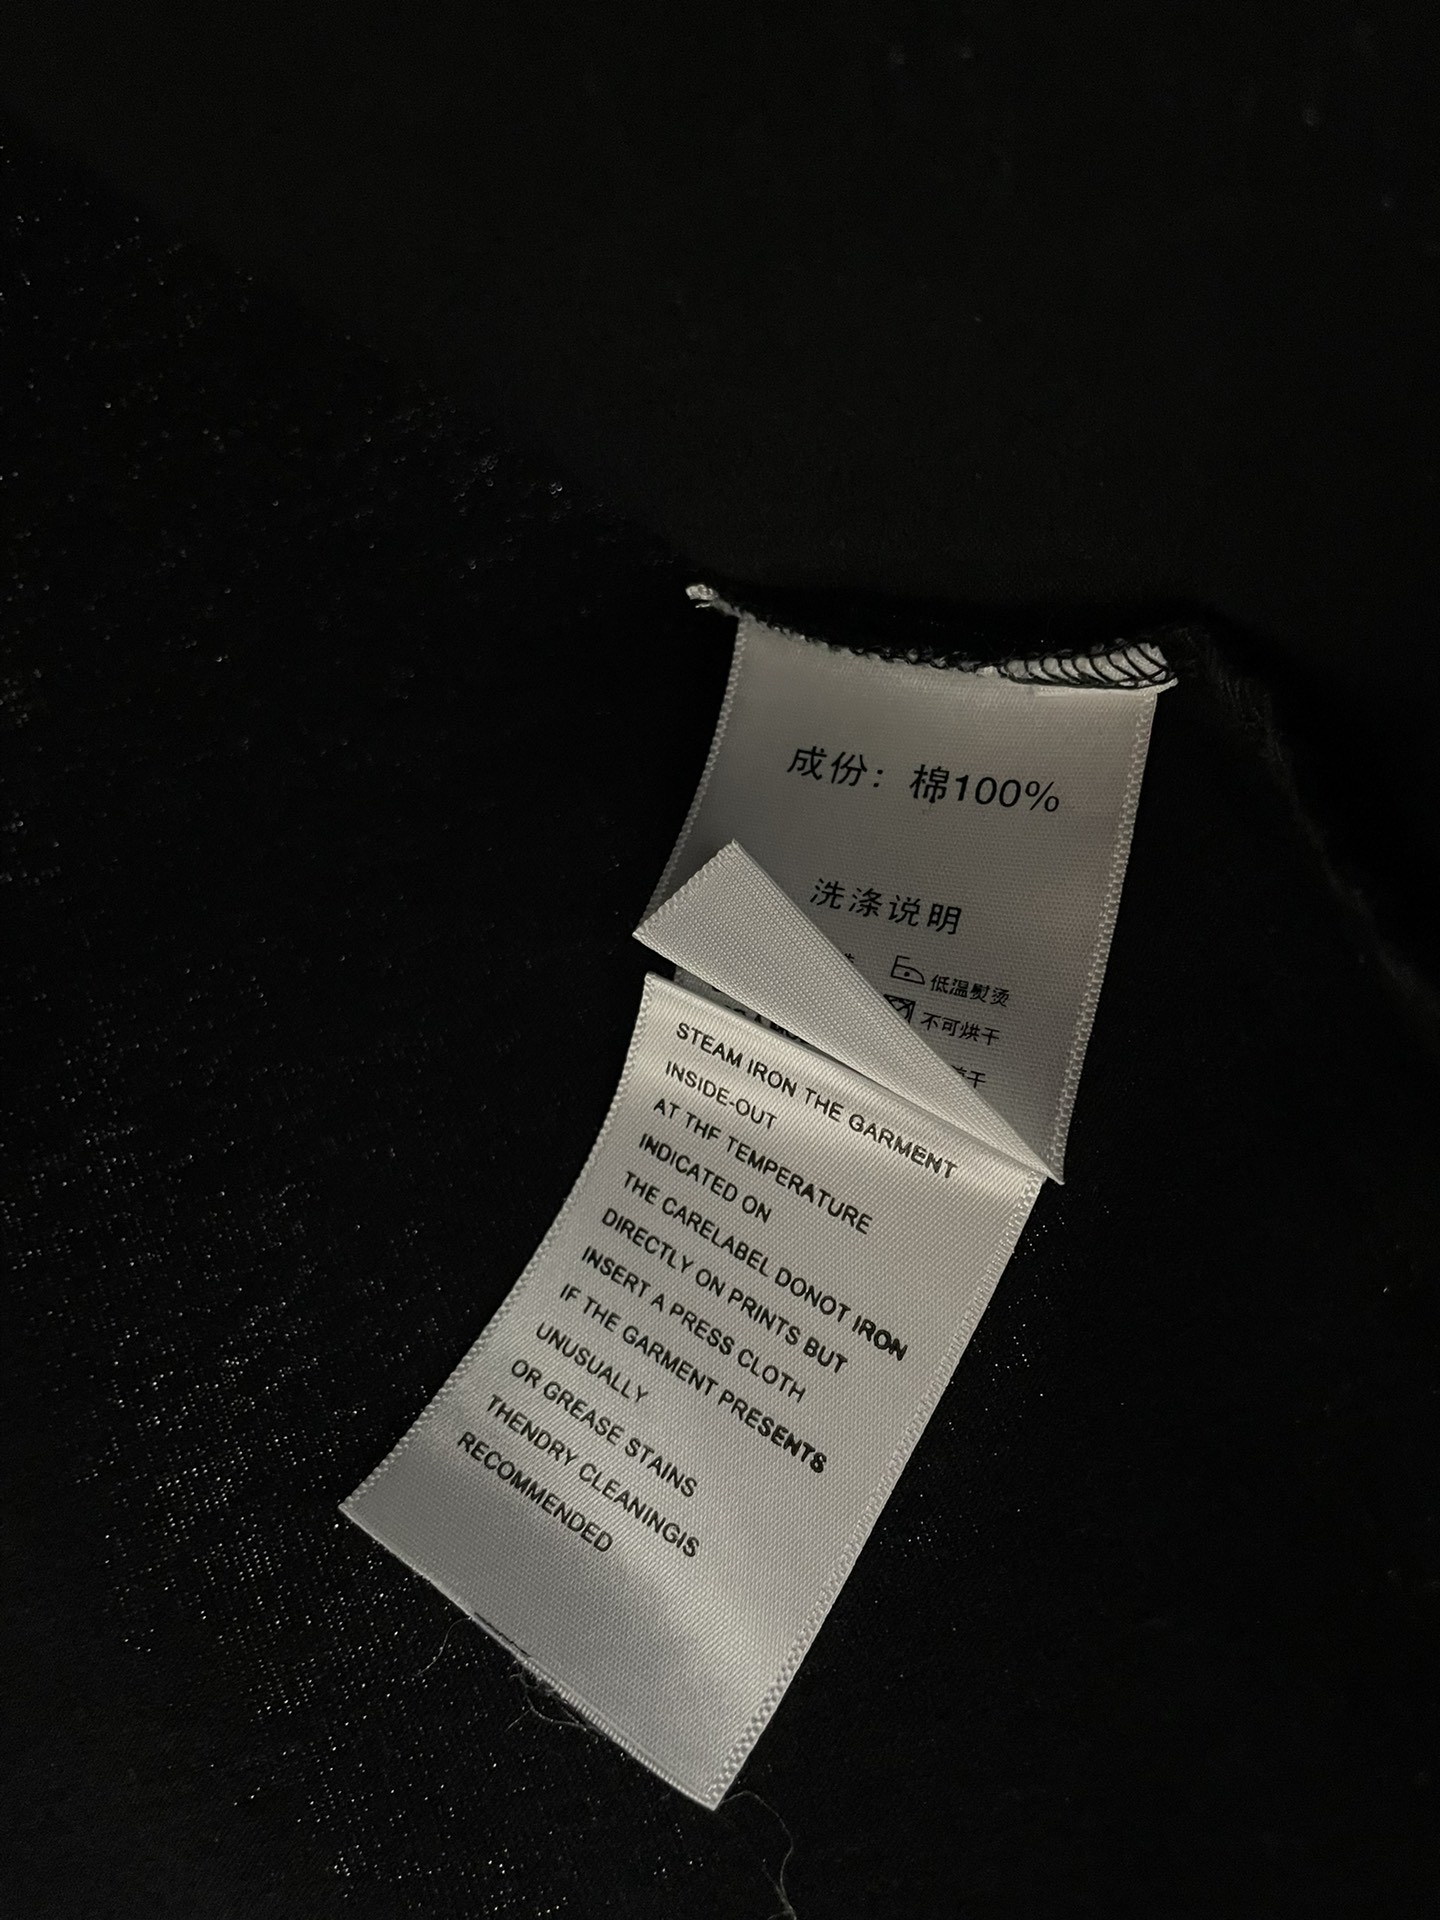 成份：棉100%
洗涤说明
低温熨烫
不可烘干
干
STEAM IRON THE GARMENT
INSIDE-OUT
AT THF TEMPERATURE
INDICATED ON
THE CARELABEL DONOT IRON
DIRECTLY ON PRINTS BUT
INSERT A PRESS CLOTH
IF THE GARMENT PRESENTS
UNUSUALLY
OR GREASE STAINS
THENDRY CLEANINGIS
RECOMMENDED